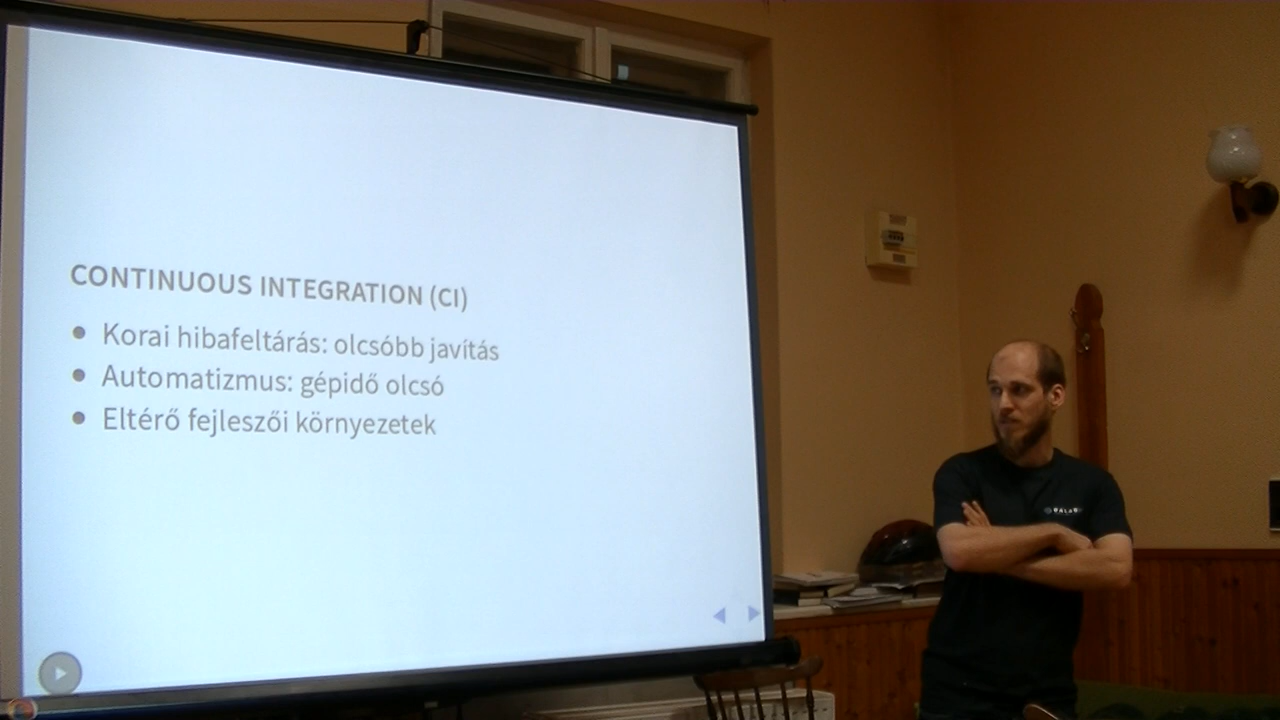 CONTINUOUS INTEGRATION (CI)
Korai hibafeltárás: olcsóbb javítás
Automatizmus: gépidő olcsó
Eltérő fejleszői környezetek